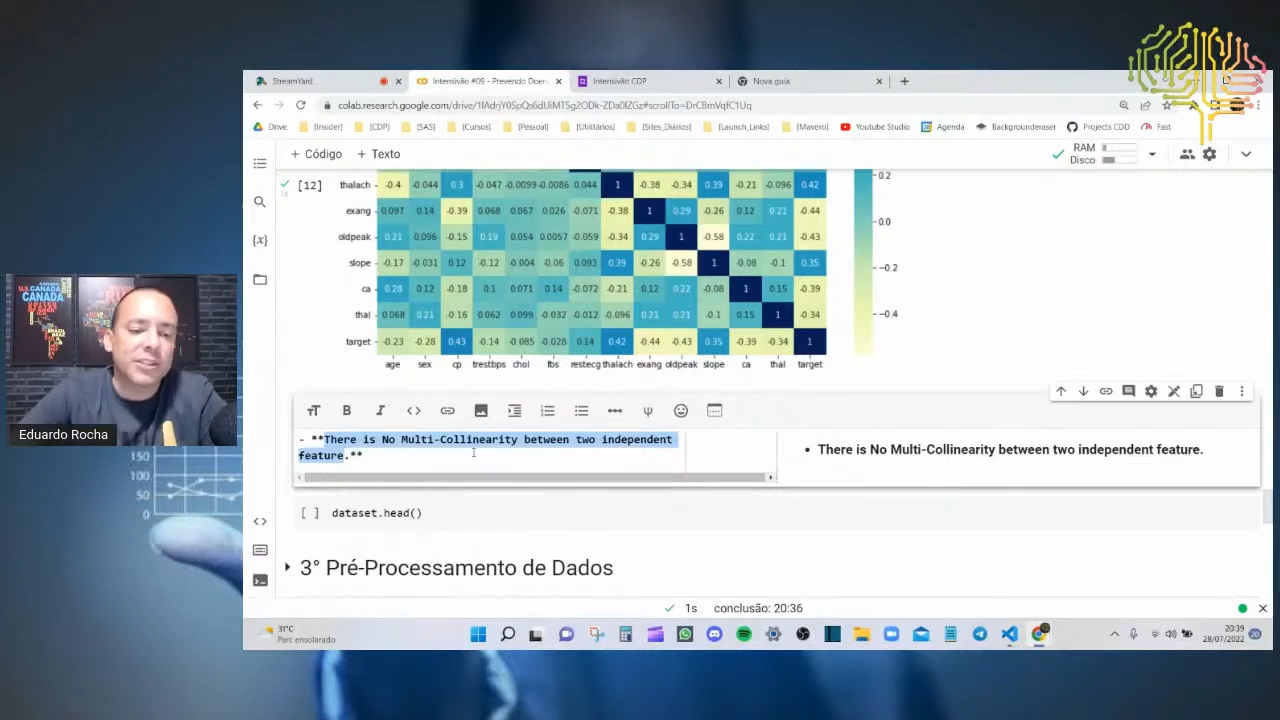 StreamYard
Intensivão #09 - Prevendo Doen
Intensivão CDP
Nova guia
colab.research.google.com/drive/1lAdrjY0SpQs6dUiMTSg2ODk-ZDa0lZGz#scrollTo=DrCBmVqfC1Uq
Drive [Insider] [CDP] [SAS] [Cursos] [Pessoal] [Utilitários] [Sites_Diários] [Launch_Links] [Mavero] Youtube Studio Agenda Backgrounderaser Projects CDD Fast
+ Código + Texto
RAM
Disco
[12]
thalach -0.4 -0.044 0.3 -0.047 -0.0099 -0.0086 0.044 1 -0.38 -0.34 0.39 -0.21 -0.096 0.42
exang 0.097 0.14 -0.39 0.068 0.067 0.026 -0.071 -0.38 1 0.29 -0.26 0.12 0.21 -0.44
oldpeak 0.21 0.096 -0.15 0.19 0.054 0.0057 -0.059 -0.34 0.29 1 -0.58 0.22 0.21 -0.43
slope -0.17 -0.031 0.12 -0.12 -0.004 -0.06 0.093 0.39 -0.26 -0.58 1 -0.08 -0.1 0.35
ca 0.28 0.12 -0.18 0.1 0.071 0.14 -0.072 -0.21 0.12 0.22 -0.08 1 0.15 -0.39
thal 0.068 0.21 -0.16 0.062 0.099 -0.032 -0.012 -0.096 0.21 0.21 -0.1 0.15 1 -0.34
target -0.23 -0.28 0.43 -0.14 -0.085 -0.028 0.14 0.42 -0.44 -0.43 0.35 -0.39 -0.34 1
age sex cp trestbps chol fbs restecg thalach exang oldpeak slope ca thal target
0.2
0.0
-0.2
-0.4
- **There is No Multi-Collinearity between two independent
feature.**
• There is No Multi-Collinearity between two independent feature.
[ ] dataset.head()
3° Pré-Processamento de Dados
1s conclusão: 20:36
31°C
Parc ensolarado
20:39
28/07/2022
20
Eduardo Rocha
CANADA
150
100
50
0